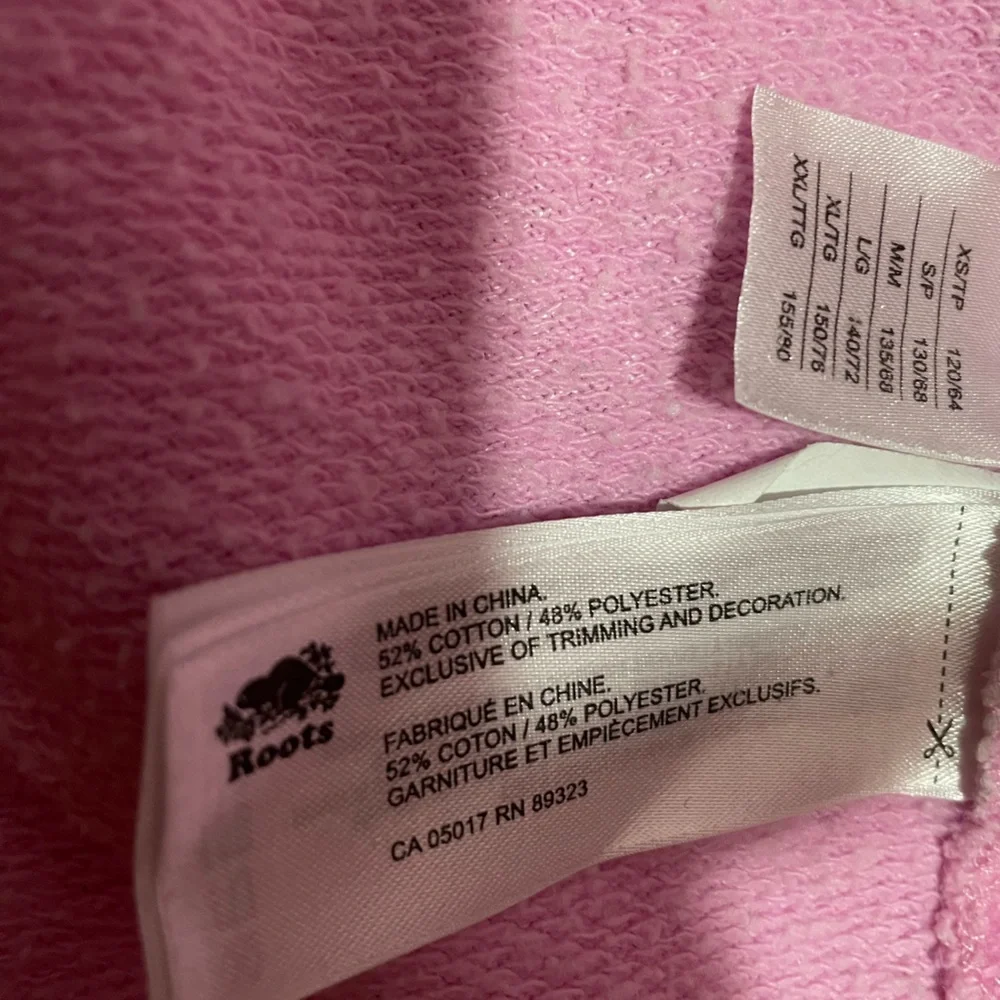 XS/TP 120/64
S/P 130/68
M/M 135/68
L/G 140/72
XL/TG 150/76
XXL/TTG 155/80
Roots
MADE IN CHINA.
52% COTTON / 48% POLYESTER.
EXCLUSIVE OF TRIMMING AND DECORATION.
FABRIQUÉ EN CHINE.
52% COTON / 48% POLYESTER.
GARNITURE ET EMPIÈCEMENT EXCLUSIFS.
CA 05017 RN 89323